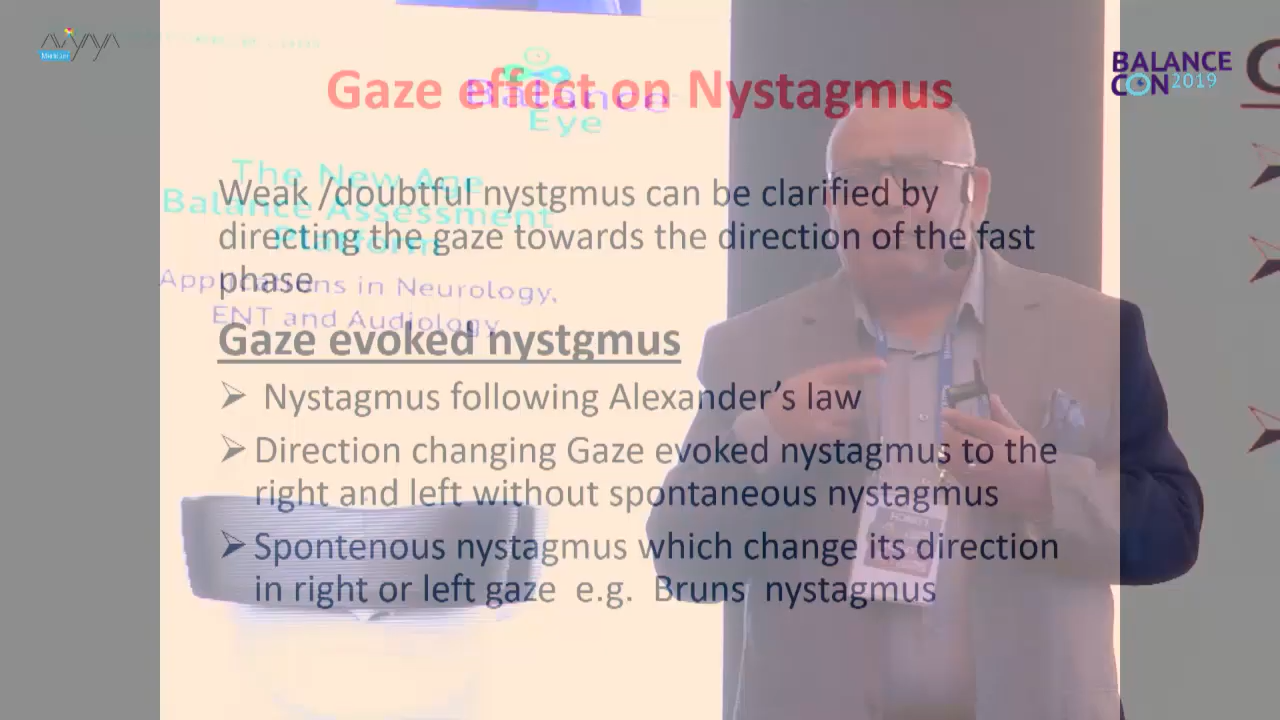 BALANCE
CON 2019
Gaze effect on Nystagmus
Balance
Eye
The New Age
Balance Assessment
Platform
Applications in Neurology,
ENT and Audiology
Weak /doubtful nystgmus can be clarified by
directing the gaze towards the direction of the fast
phase
Gaze evoked nystgmus
➢ Nystagmus following Alexander's law
➢ Direction changing Gaze evoked nystagmus to the
right and left without spontaneous nystagmus
➢ Spontenous nystagmus which change its direction
in right or left gaze e.g. Bruns nystagmus